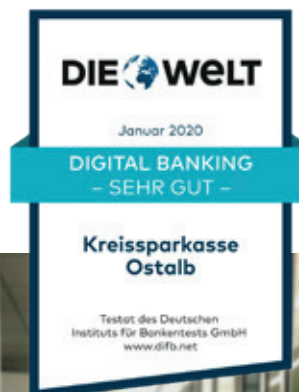 DIE WELT
Januar 2020
DIGITAL BANKING
– SEHR GUT –
Kreissparkasse
Ostalb
Testat des Deutschen
Instituts für Bankentests GmbH
www.difb.net